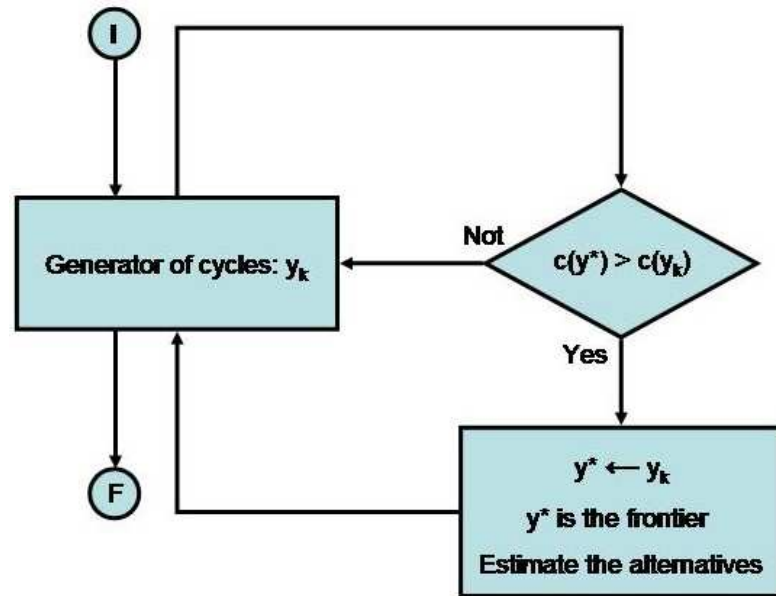 I
Generator of cycles: yₖ
Not
c(y*) > c(yₖ)
Yes
y* ← yₖ
y* is the frontier
Estimate the alternatives
F